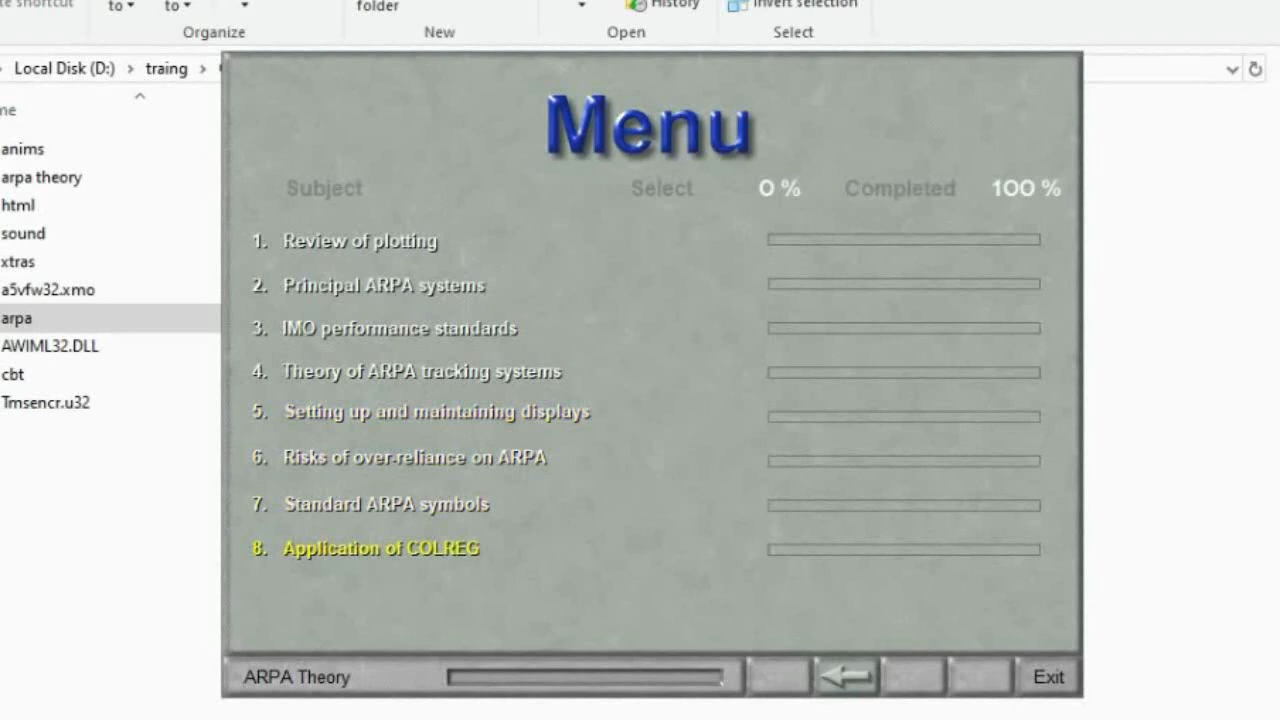 te shortcut
to
to
folder
History
Invert selection
Organize
New
Open
Select
Local Disk (D:)
traing
me
anims
arpa theory
html
sound
xtras
a5vfw32.xmo
arpa
AWIML32.DLL
cbt
Tmsencr.u32
Menu
Subject Select 0 % Completed 100 %
1. Review of plotting
2. Principal ARPA systems
3. IMO performance standards
4. Theory of ARPA tracking systems
5. Setting up and maintaining displays
6. Risks of over-reliance on ARPA
7. Standard ARPA symbols
8. Application of COLREG
ARPA Theory
Exit